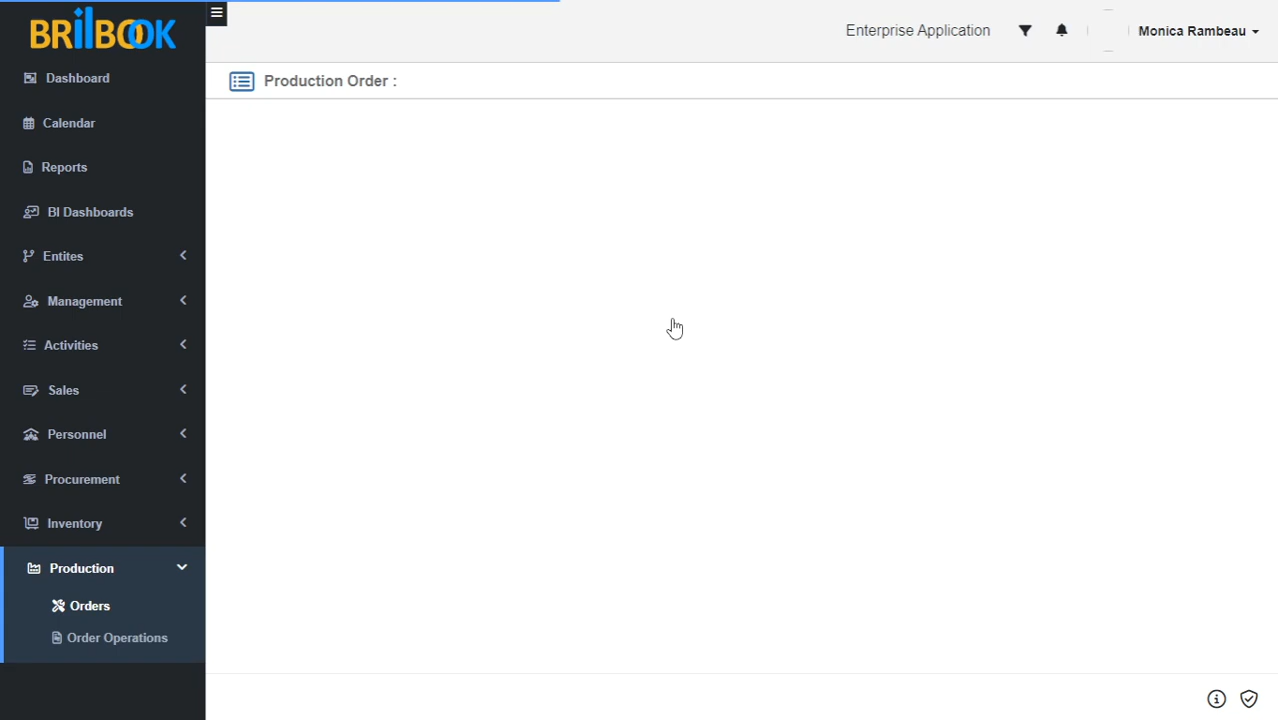 BRilBOOK
Enterprise Application
Monica Rambeau
Production Order :
Dashboard
Calendar
Reports
BI Dashboards
Entites
Management
Activities
Sales
Personnel
Procurement
Inventory
Production
Orders
Order Operations